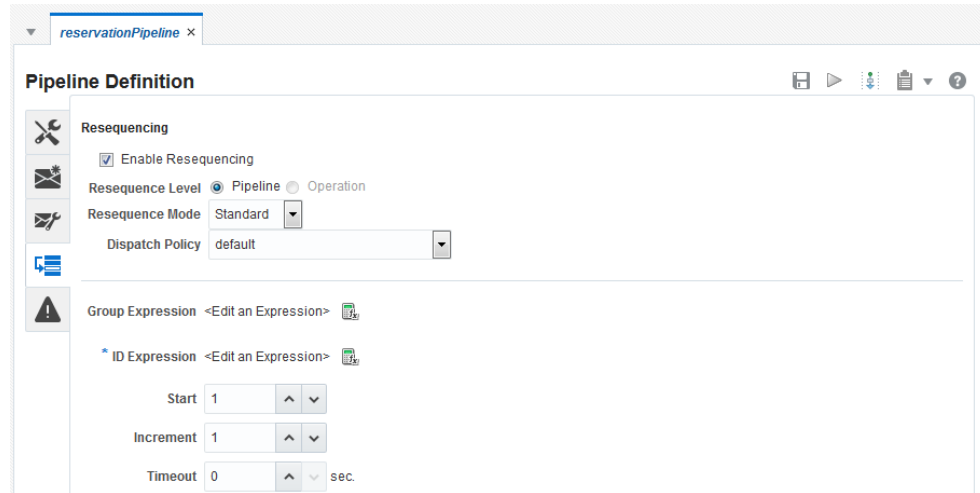 reservationPipeline ×
Pipeline Definition
Resequencing
Enable Resequencing
Resequence Level Pipeline Operation
Resequence Mode Standard
Dispatch Policy default
Group Expression <Edit an Expression>
* ID Expression <Edit an Expression>
Start 1
Increment 1
Timeout 0 sec.